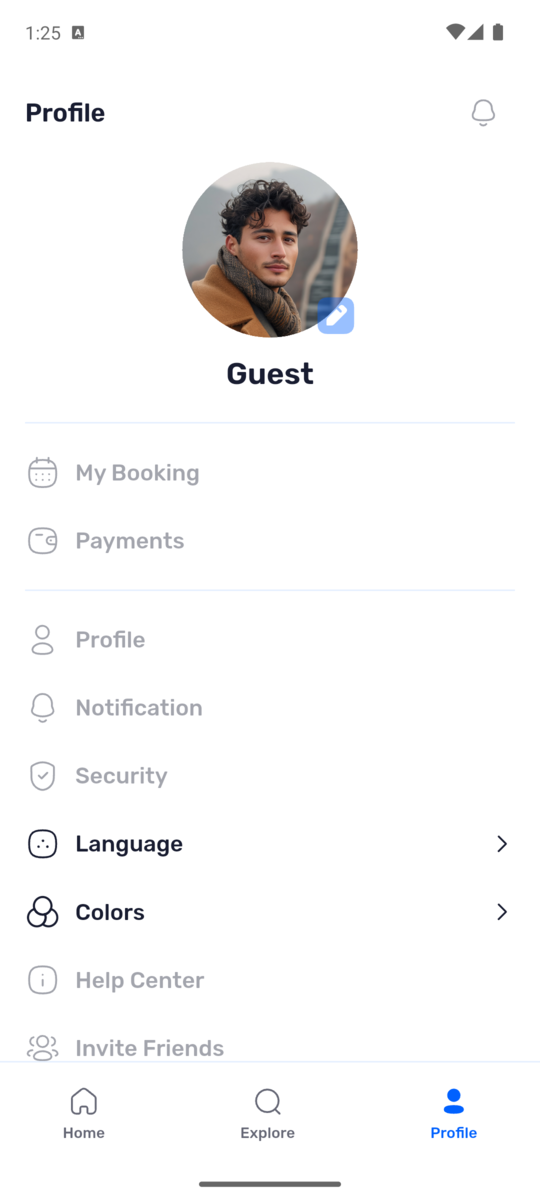 1:25
Profile
Guest
My Booking
Payments
Profile
Notification
Security
Language
Colors
Help Center
Invite Friends
Home
Explore
Profile